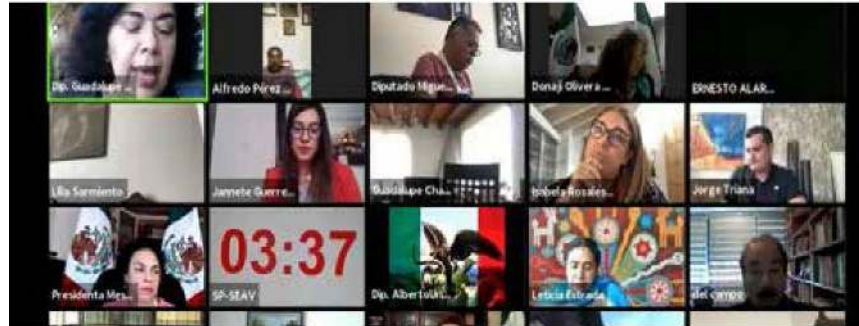 Dip. Guadalupe ...
Alfredo Pérez ...
Diputado Migue...
Donaji Olivera ...
ERNESTO ALAR...
Lilia Sarmiento
Jannete Guerre...
Guadalupe Cha...
Isabela Rosales...
Jorge Triana
Presidenta Mes...
03:37
SP-SEAV
Dip. AlbertoUri...
Leticia Estrada
del campo